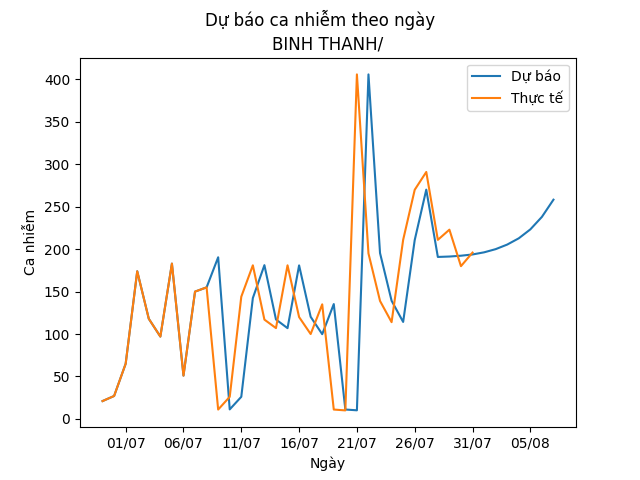 Dự báo ca nhiễm theo ngày
BINH THANH/
Dự báo
Thực tế
400
350
300
250
200
150
100
50
0
Ca nhiễm
01/07 06/07 11/07 16/07 21/07 26/07 31/07 05/08
Ngày